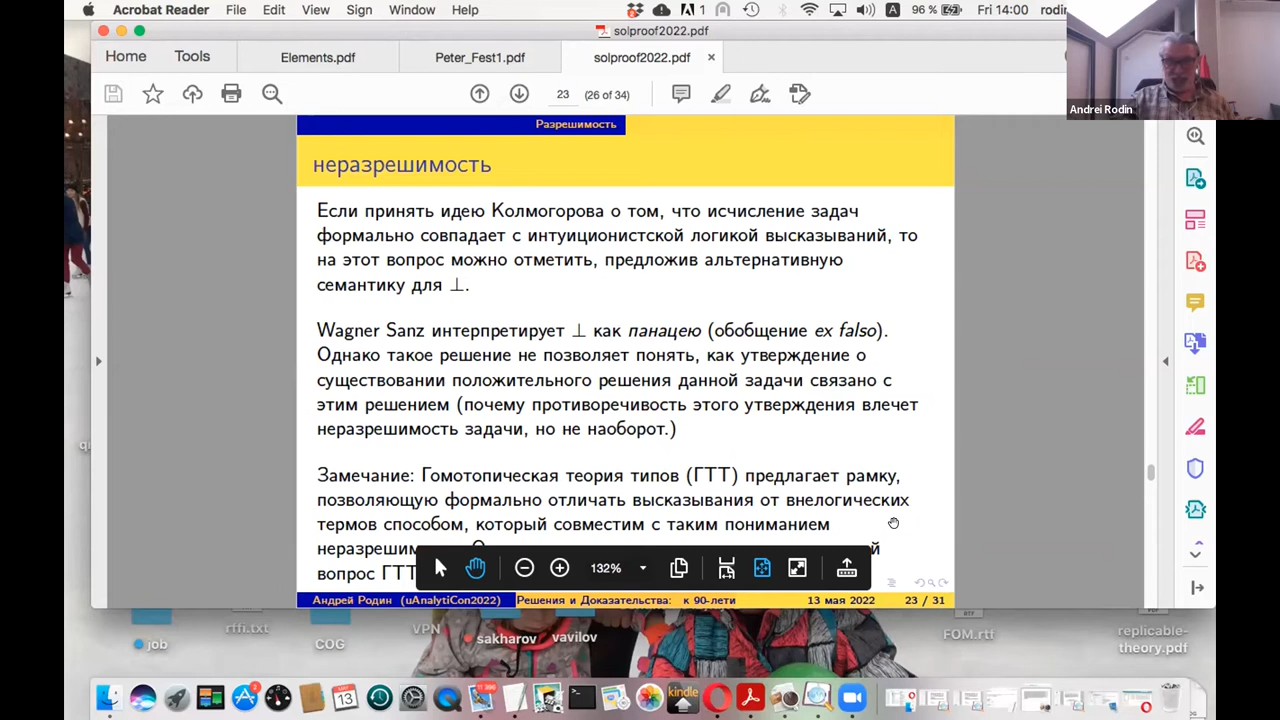 Acrobat Reader File Edit View Sign Window Help 1 A 96 % Fri 14:00 rodin
solproof2022.pdf
Home Tools Elements.pdf Peter_Fest1.pdf solproof2022.pdf ×
23 (26 of 34)
Andrei Rodin
Разрешимость
неразрешимость
Если принять идею Колмогорова о том, что исчисление задач
формально совпадает с интуиционистской логикой высказываний, то
на этот вопрос можно отметить, предложив альтернативную
семантику для ⊥.
Wagner Sanz интерпретирует ⊥ как панацею (обобщение ex falso).
Однако такое решение не позволяет понять, как утверждение о
существовании положительного решения данной задачи связано с
этим решением (почему противоречивость этого утверждения влечет
неразрешимость задачи, но не наоборот.)
Замечание: Гомотопическая теория типов (ГТТ) предлагает рамку,
позволяющую формально отличать высказывания от внелогических
термов способом, который совместим с таким пониманием
вопрос ГТТ
132%
Андрей Родин (uAnalytiCon2022) Решения и Доказательства: к 90-лети 13 мая 2022 23 / 31
job
rffi.txt
COG
VPN
sakharov
vavilov
FOM.rtf
replicable-
theory.pdf
kindle